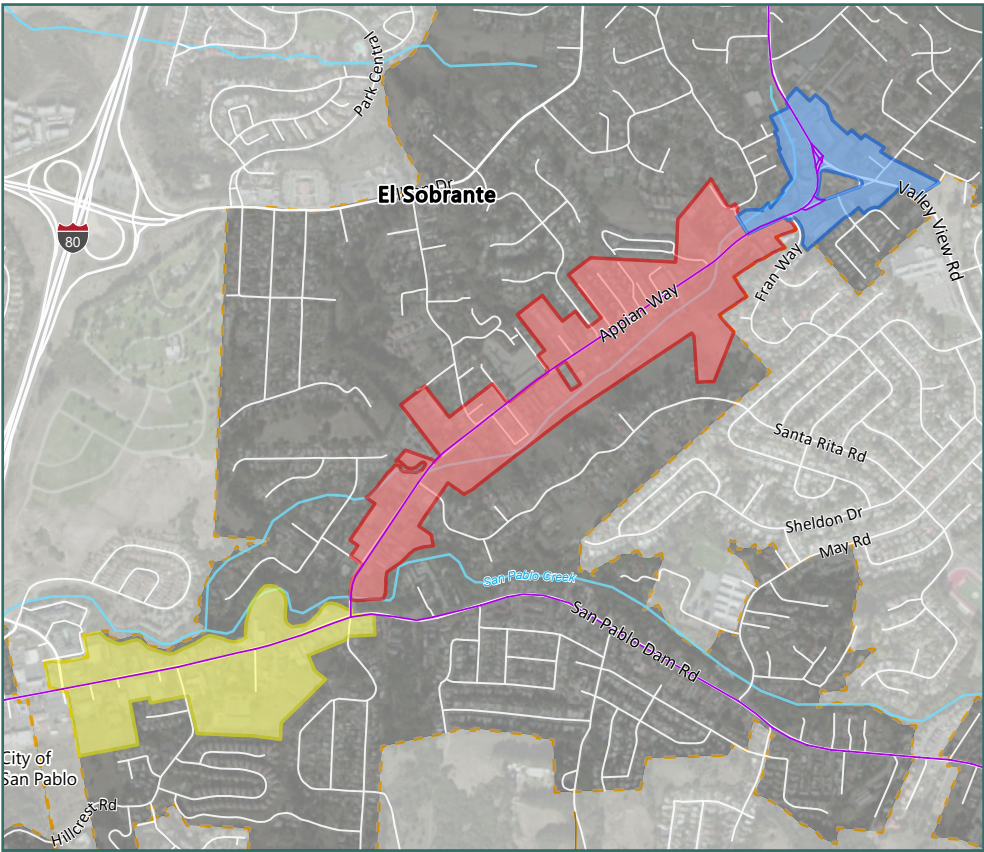 Park Central
El Sobrante
Dr
80
Valley View Rd
Fran Way
Appian Way
Santa Rita Rd
Sheldon Dr
May Rd
San Pablo Creek
San Pablo Dam Rd
City of
San Pablo
Hillcrest Rd